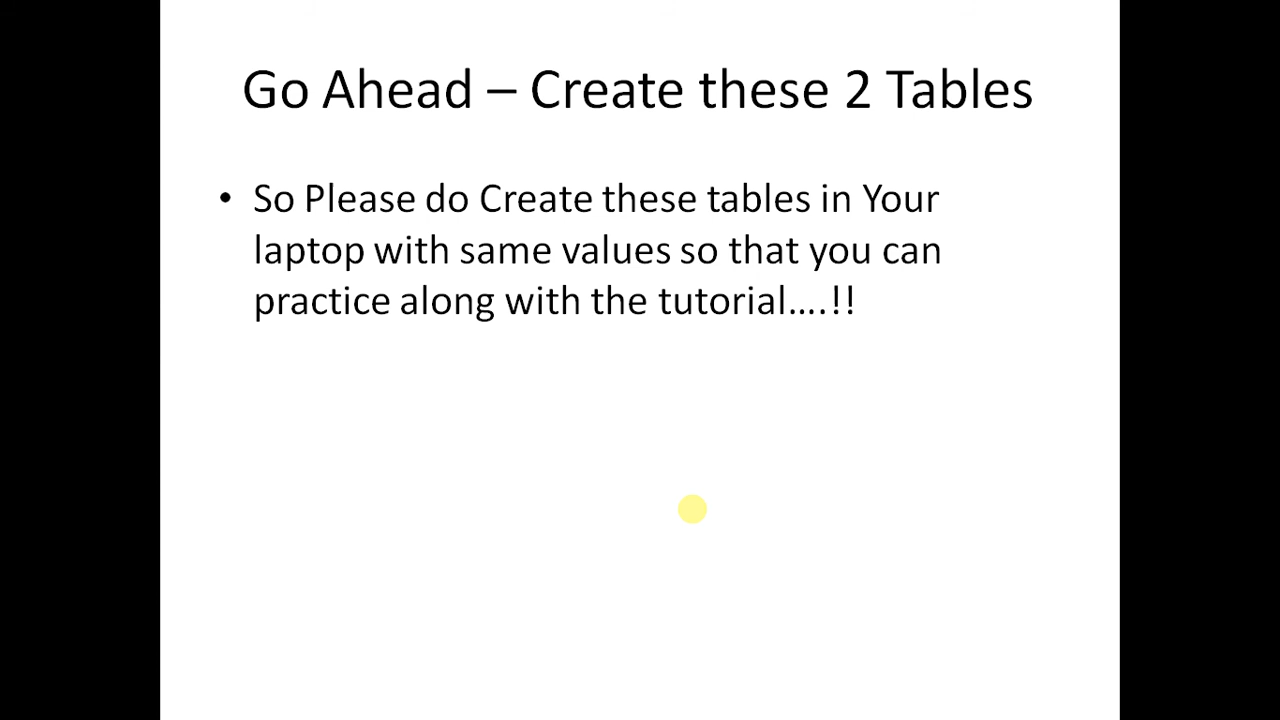 Go Ahead – Create these 2 Tables
• So Please do Create these tables in Your
laptop with same values so that you can
practice along with the tutorial....!!